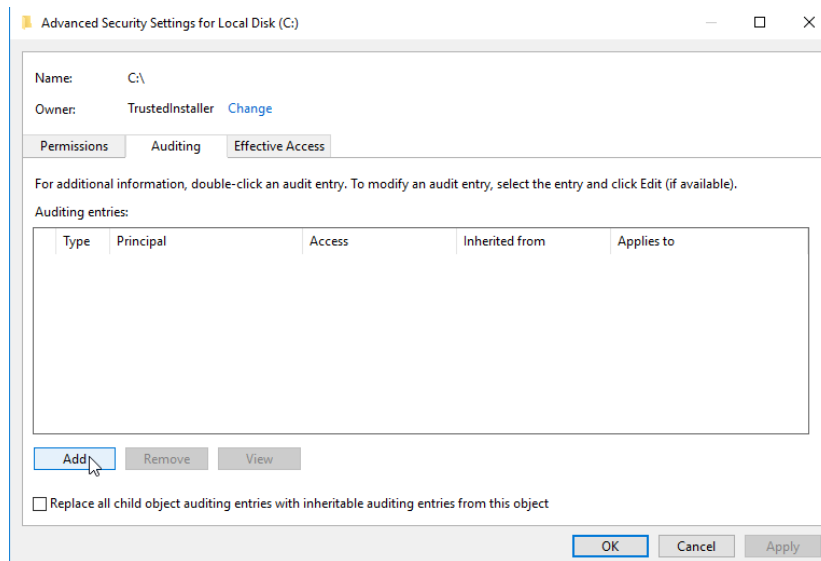 Advanced Security Settings for Local Disk (C:)
Name: C:\
Owner: TrustedInstaller Change
Permissions Auditing Effective Access
For additional information, double-click an audit entry. To modify an audit entry, select the entry and click Edit (if available).
Auditing entries:
Type Principal Access Inherited from Applies to
Add Remove View
Replace all child object auditing entries with inheritable auditing entries from this object
OK Cancel Apply